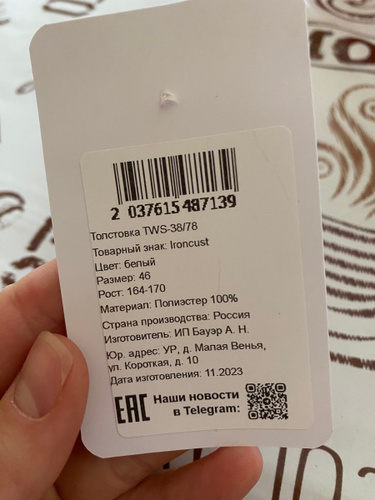 2 037615 487139
Толстовка TWS-38/78
Товарный знак: Ironcust
Цвет: белый
Размер: 46
Рост: 164-170
Материал: Полиэстер 100%
Страна производства: Россия
Изготовитель: ИП Бауэр А. Н.
Юр. адрес: УР, д. Малая Венья,
ул. Короткая, д. 10
Дата изготовления: 11.2023
EAC
Наши новости
в Telegram: